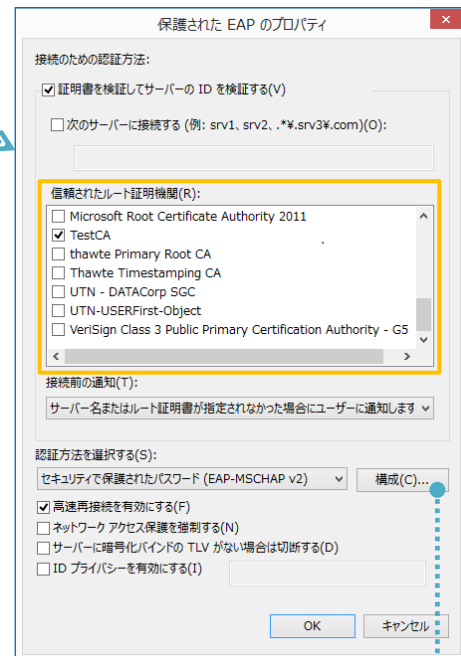 保護された EAP のプロパティ
×
接続のための認証方法:
証明書を検証してサーバーの ID を検証する(V)
次のサーバーに接続する (例: srv1、srv2、.*¥.srv3¥.com)(O):
信頼されたルート証明機関(R):
Microsoft Root Certificate Authority 2011
TestCA
thawte Primary Root CA
Thawte Timestamping CA
UTN - DATACorp SGC
UTN-USERFirst-Object
VeriSign Class 3 Public Primary Certification Authority - G5
接続前の通知(T):
サーバー名またはルート証明書が指定されなかった場合にユーザーに通知します
認証方法を選択する(S):
セキュリティで保護されたパスワード (EAP-MSCHAP v2) 構成(C)...
高速再接続を有効にする(F)
ネットワーク アクセス保護を強制する(N)
サーバーに暗号化バインドの TLV がない場合は切断する(D)
ID プライバシーを有効にする(I)
OK キャンセル